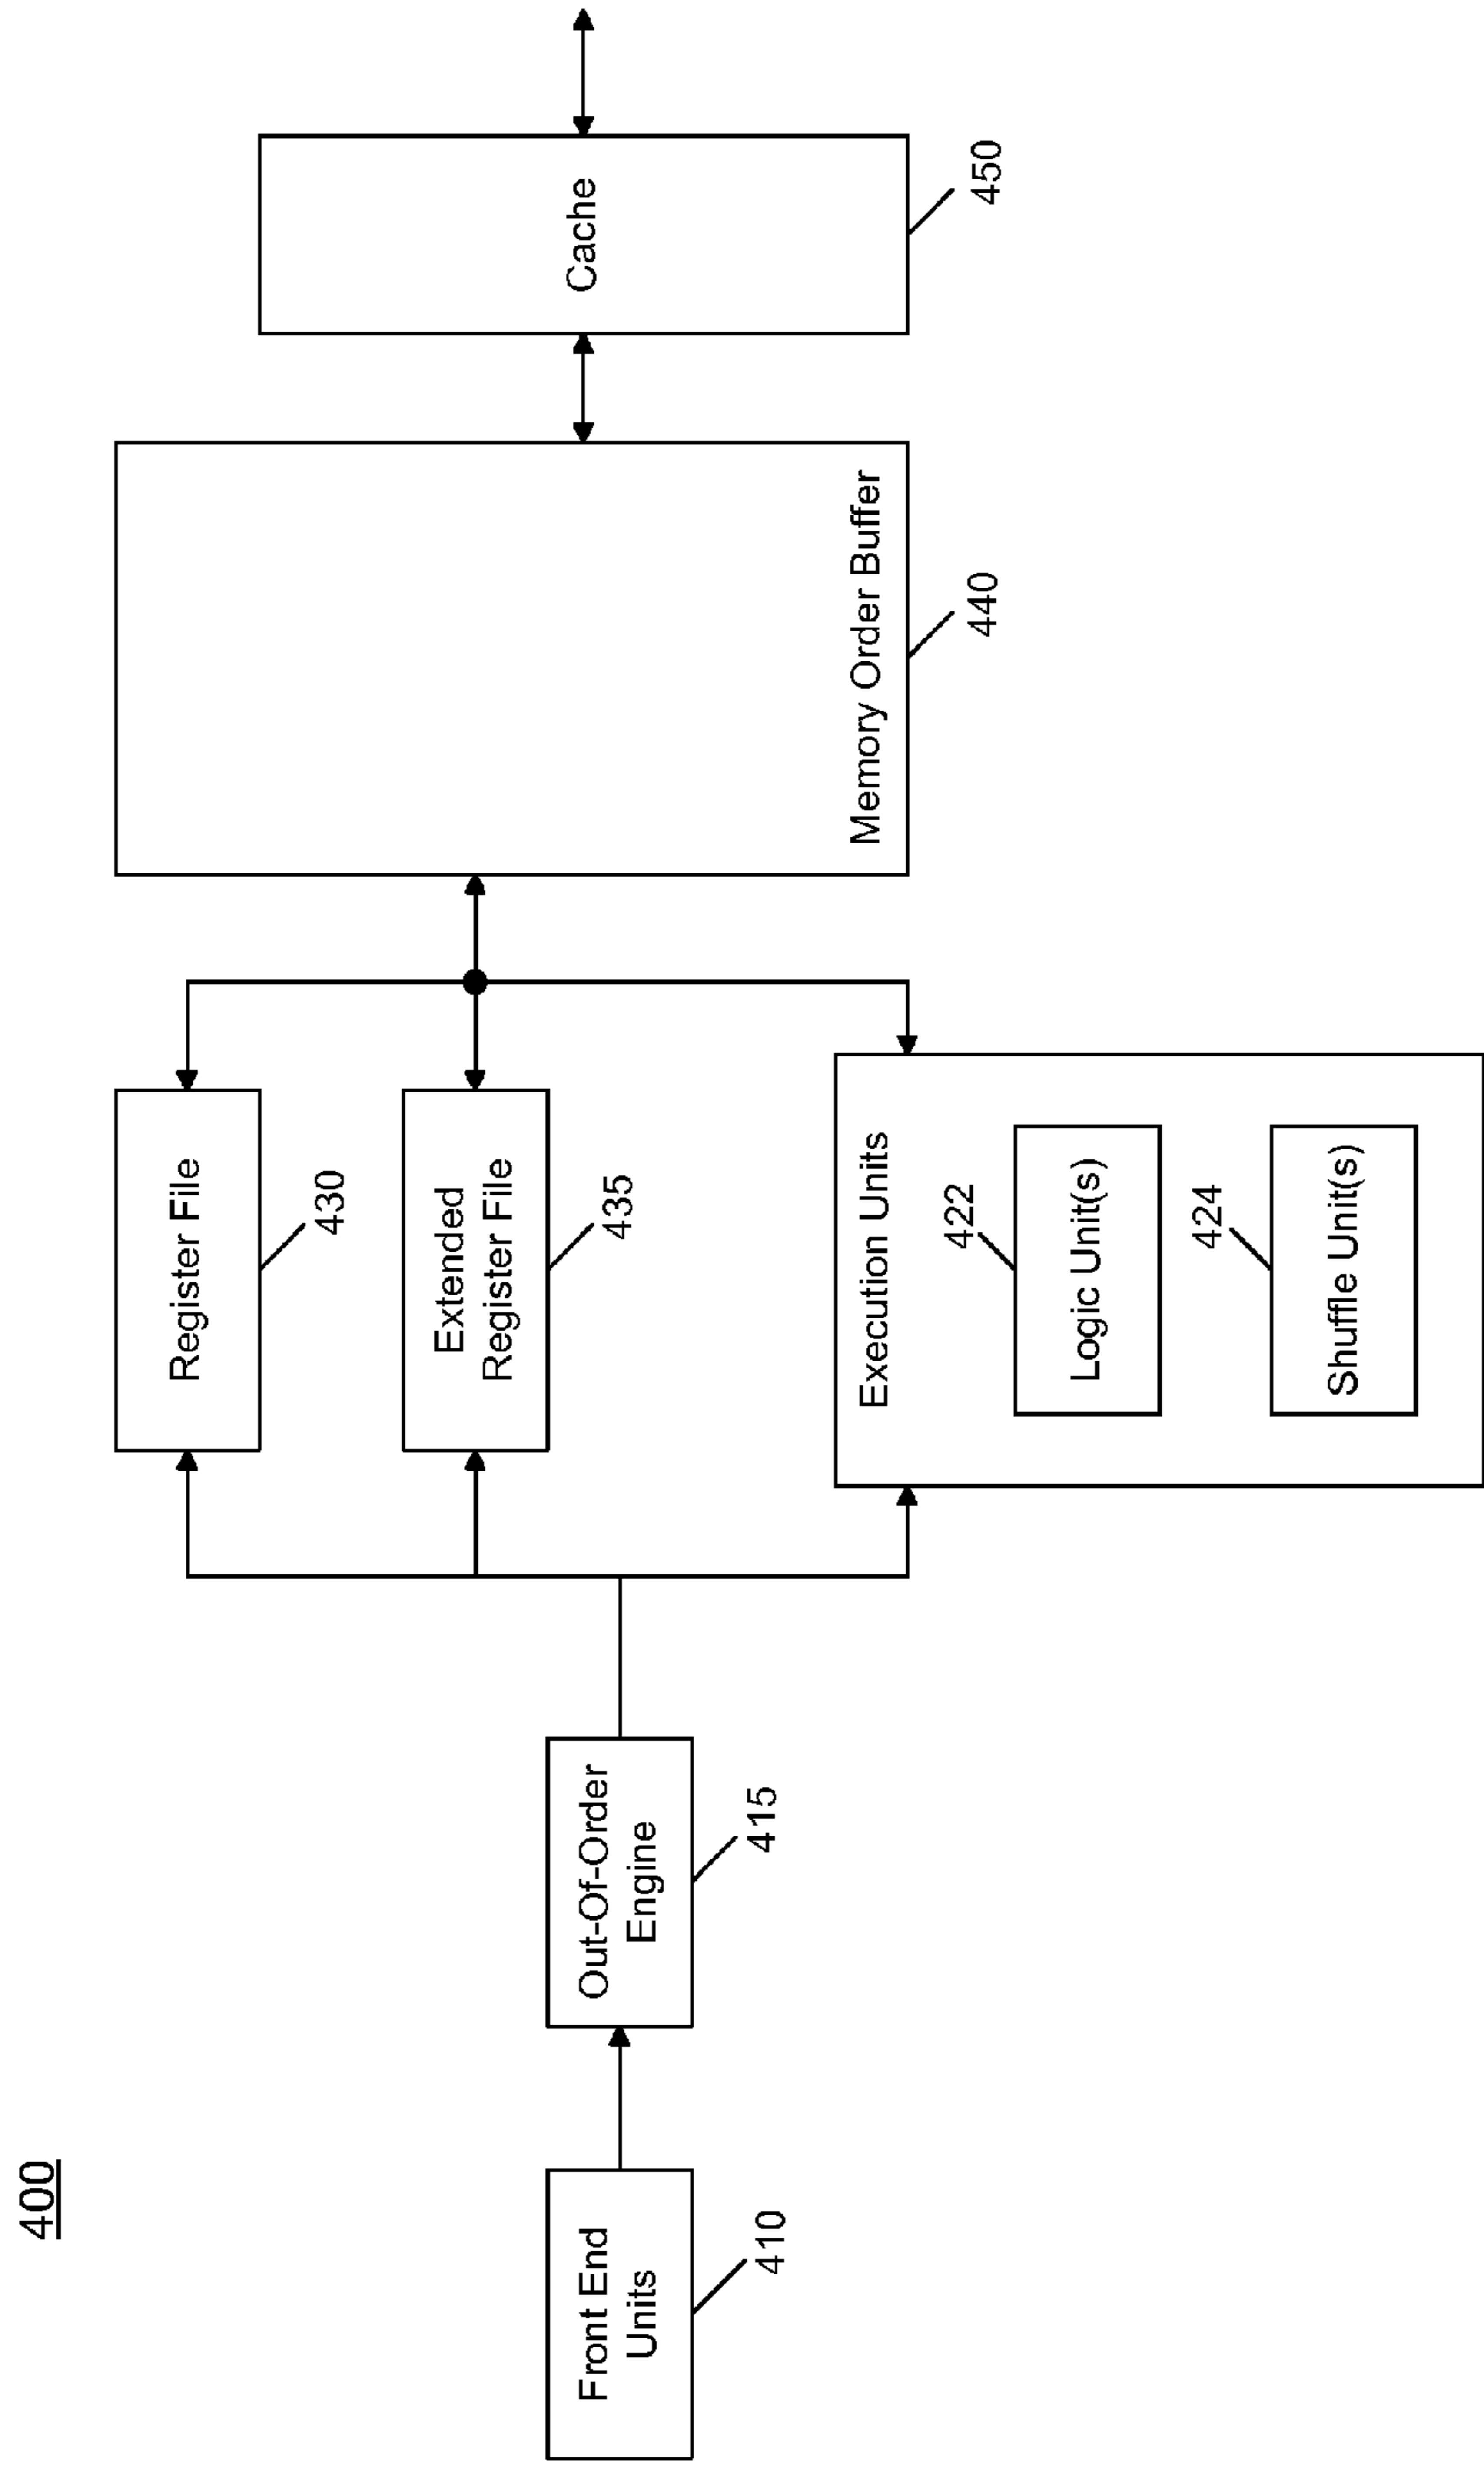 400
Front End
Units
410
Out-Of-Order
Engine
415
Register File
430
Extended
Register File
435
Execution Units
422
Logic Unit(s)
424
Shuffle Unit(s)
Memory Order Buffer
440
Cache
450